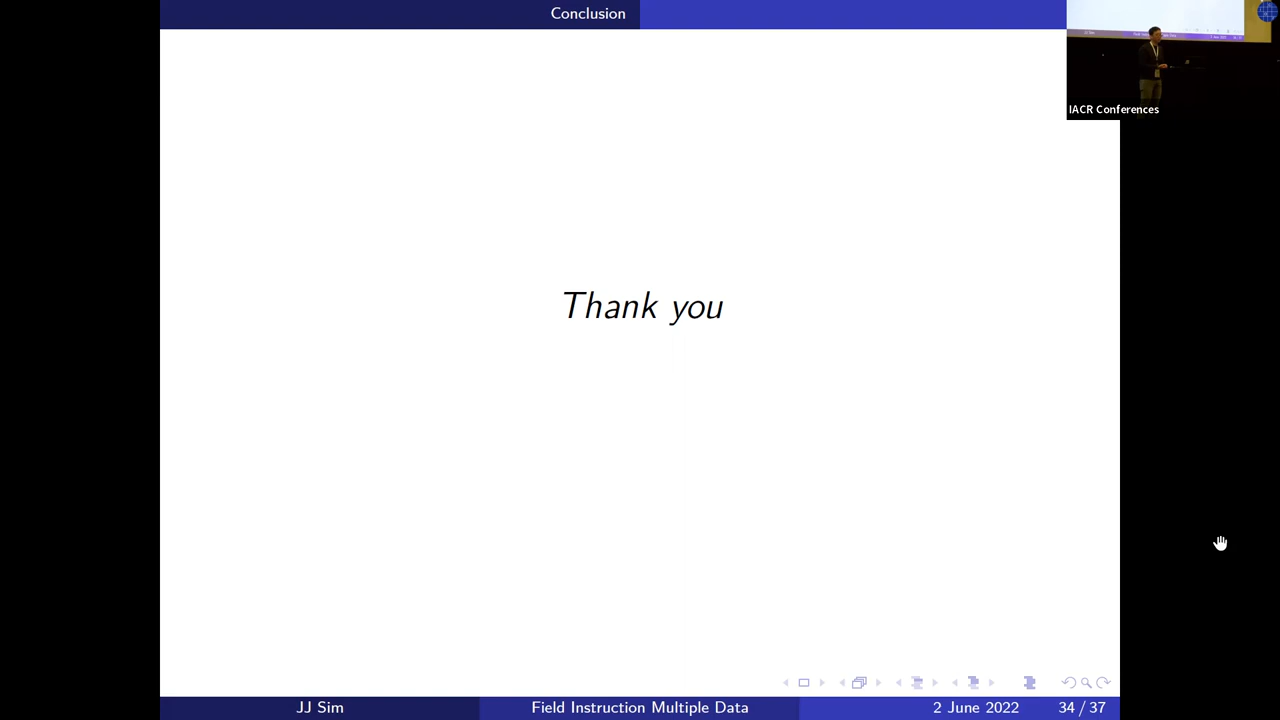 Conclusion
IACR Conferences
Thank you
JJ Sim
Field Instruction Multiple Data
2 June 2022
34 / 37